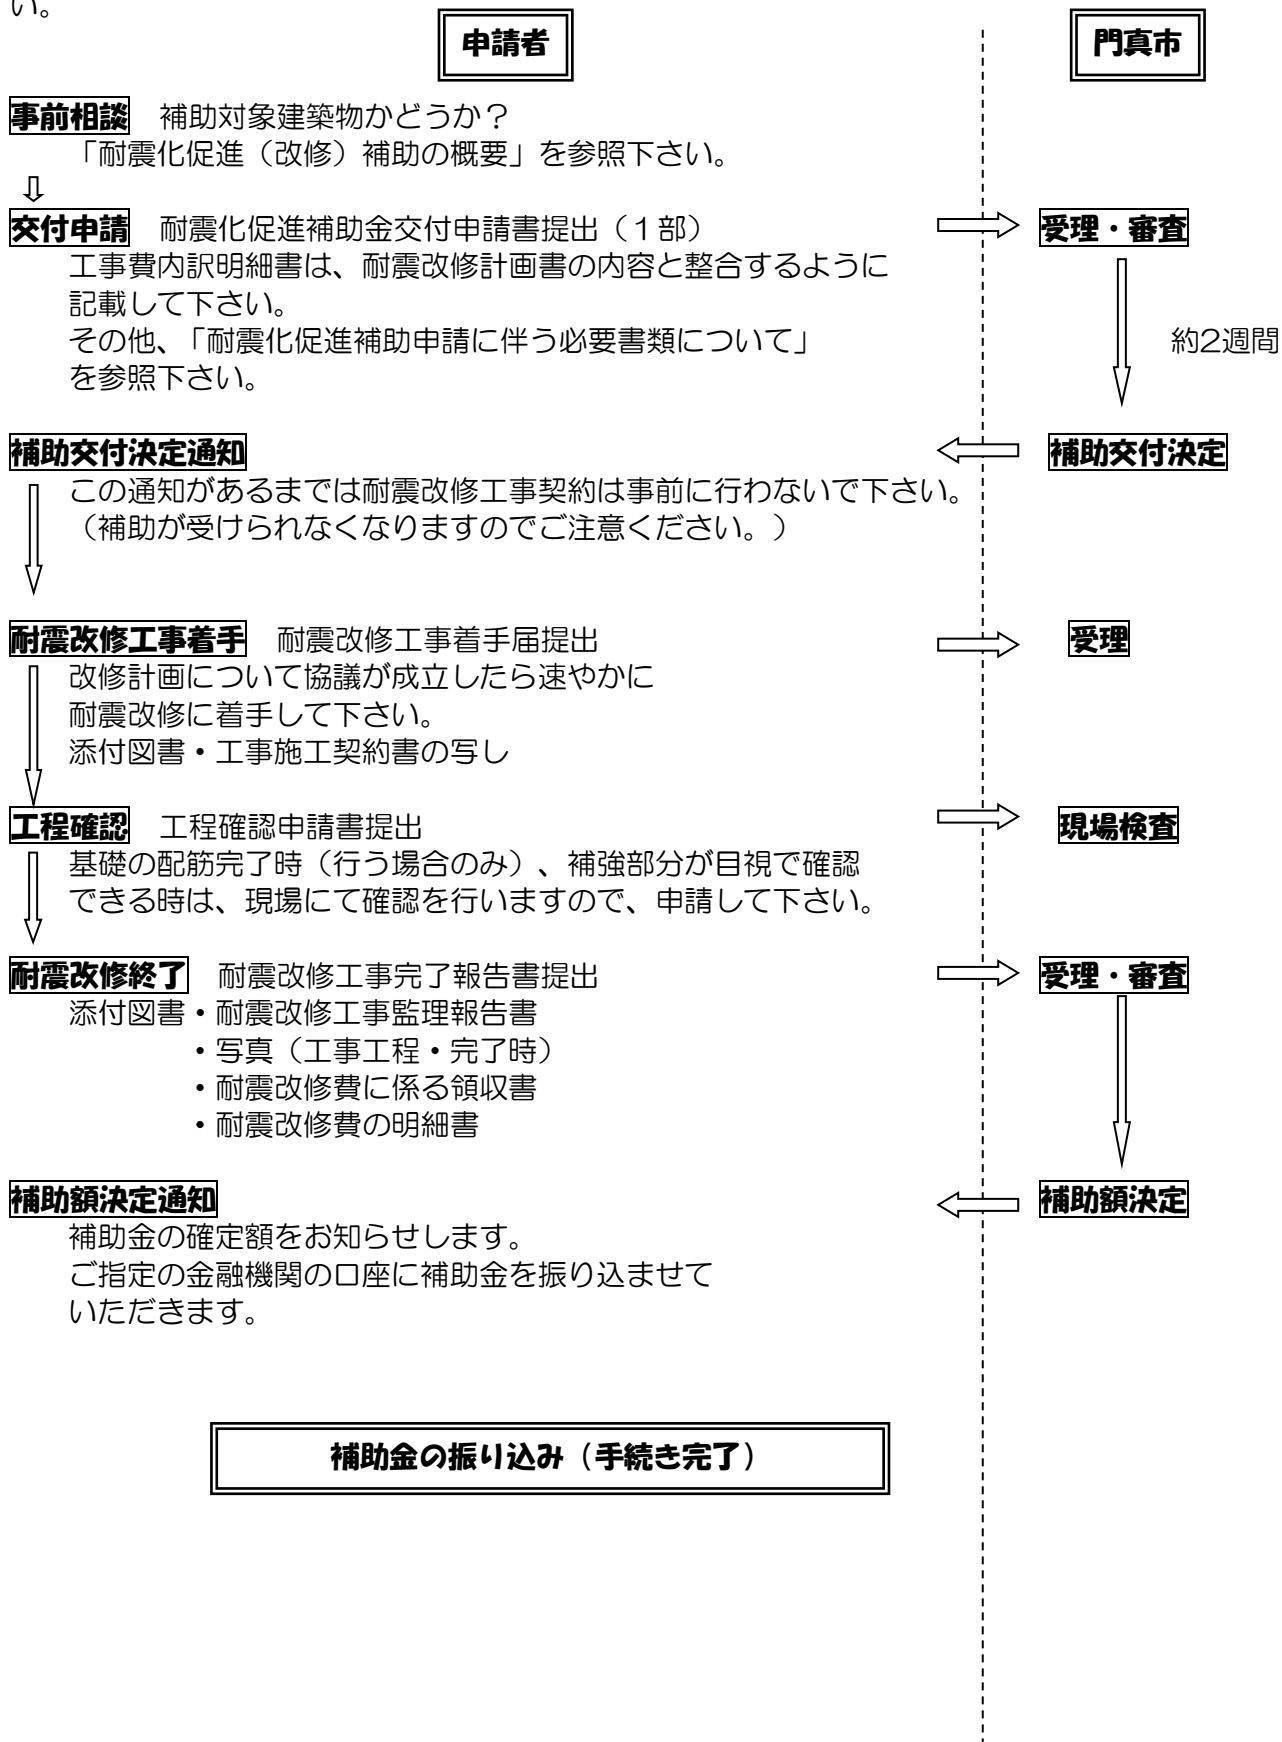 い。
申請者 門真市
事前相談 補助対象建築物かどうか？
「耐震化促進（改修）補助の概要」を参照下さい。
交付申請 耐震化促進補助金交付申請書提出（１部） 受理・審査
工事費内訳明細書は、耐震改修計画書の内容と整合するように
記載して下さい。
その他、「耐震化促進補助申請に伴う必要書類について」 約2週間
を参照下さい。
補助交付決定通知 補助交付決定
この通知があるまでは耐震改修工事契約は事前に行わないで下さい。
（補助が受けられなくなりますのでご注意ください。）
耐震改修工事着手 耐震改修工事着手届提出 受理
改修計画について協議が成立したら速やかに
耐震改修に着手して下さい。
添付図書・工事施工契約書の写し
工程確認 工程確認申請書提出 現場検査
基礎の配筋完了時（行う場合のみ）、補強部分が目視で確認
できる時は、現場にて確認を行いますので、申請して下さい。
耐震改修終了 耐震改修工事完了報告書提出 受理・審査
添付図書・耐震改修工事監理報告書
・写真（工事工程・完了時）
・耐震改修費に係る領収書
・耐震改修費の明細書
補助額決定通知 補助額決定
補助金の確定額をお知らせします。
ご指定の金融機関の口座に補助金を振り込ませて
いただきます。
補助金の振り込み（手続き完了）